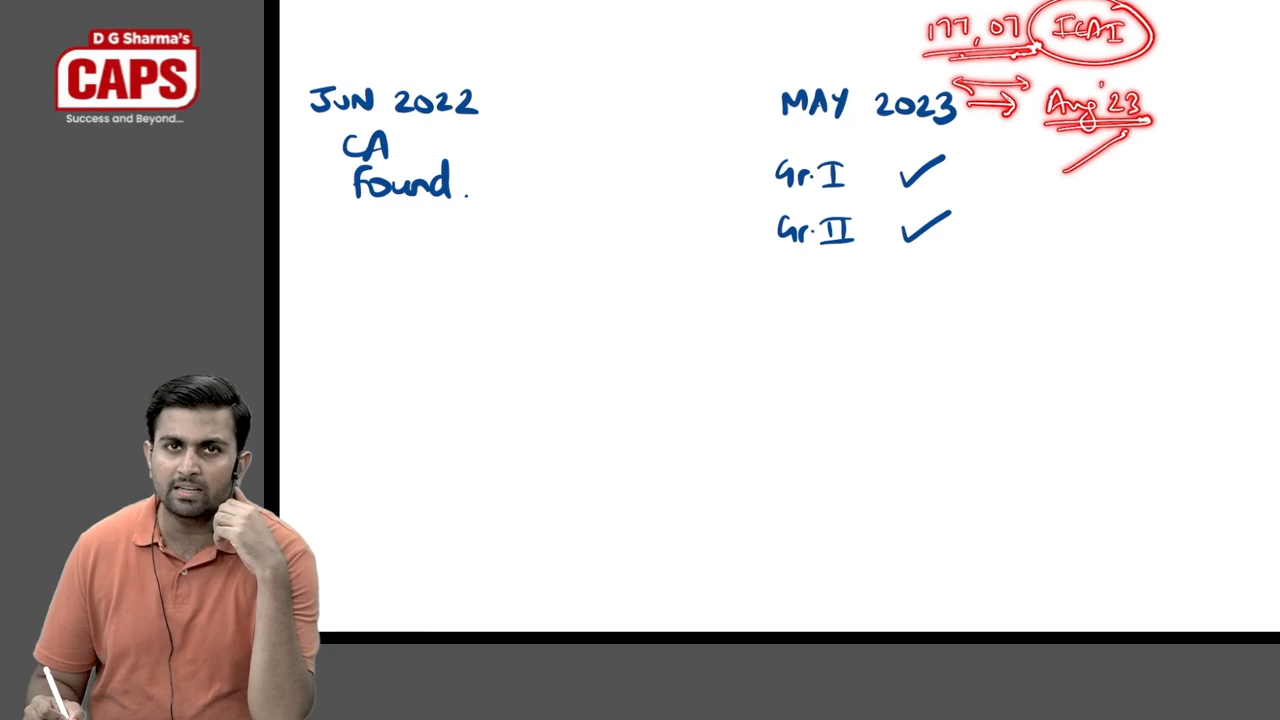 D G Sharma's
CAPS
Success and Beyond...
ICAI
JUN 2022
CA
Found.
MAY 2023
Aug'23
Gr. I ✓
Gr. II ✓